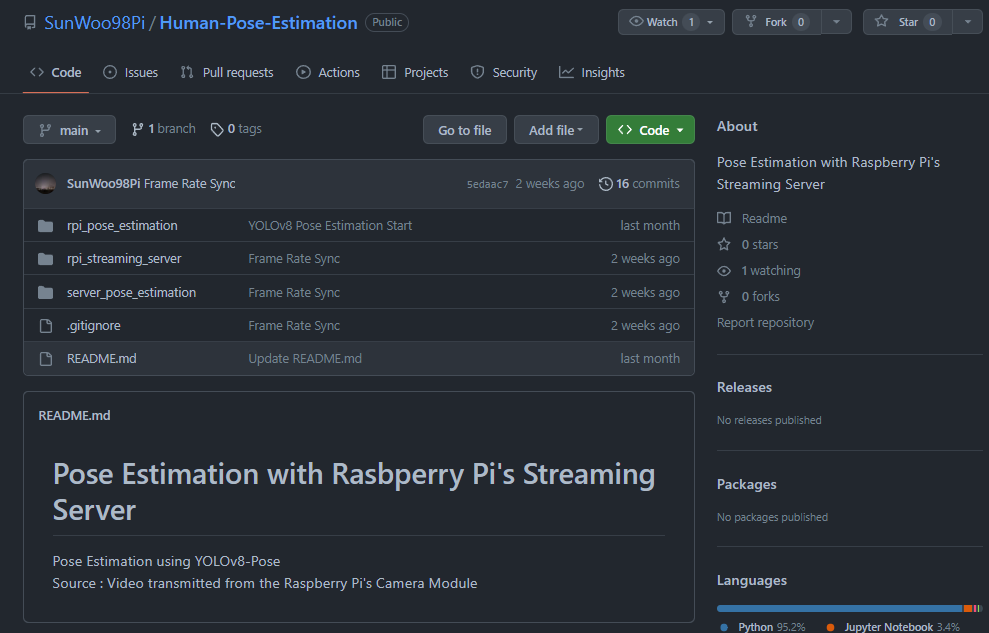 SunWoo98Pi / Human-Pose-Estimation Public Watch 1 Fork 0 Star 0
Code Issues Pull requests Actions Projects Security Insights
main 1 branch 0 tags Go to file Add file Code
SunWoo98Pi Frame Rate Sync 5edaac7 2 weeks ago 16 commits
rpi_pose_estimation YOLOv8 Pose Estimation Start last month
rpi_streaming_server Frame Rate Sync 2 weeks ago
server_pose_estimation Frame Rate Sync 2 weeks ago
.gitignore Frame Rate Sync 2 weeks ago
README.md Update README.md last month
README.md
Pose Estimation with Rasbperry Pi's Streaming
Server
Pose Estimation using YOLOv8-Pose
Source : Video transmitted from the Raspberry Pi's Camera Module
About
Pose Estimation with Raspberry Pi's
Streaming Server
Readme
0 stars
1 watching
0 forks
Report repository
Releases
No releases published
Packages
No packages published
Languages
Python 95.2% Jupyter Notebook 3.4%